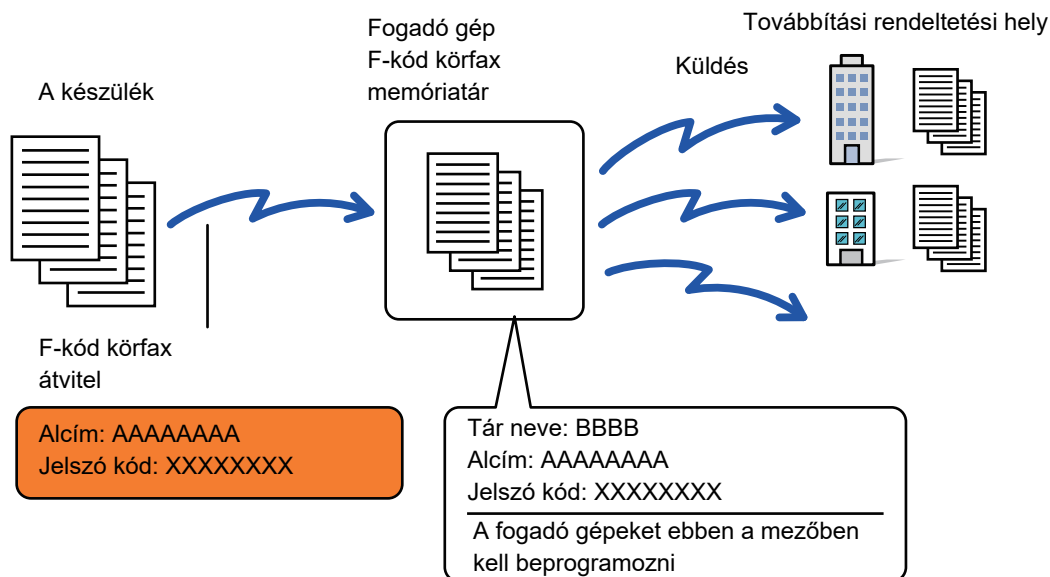 A készülék
Fogadó gép
F-kód körfax
memóriatár
Küldés
Továbbítási rendeltetési hely
F-kód körfax
átvitel
Alcím: AAAAAAAA
Jelszó kód: XXXXXXXX
Tár neve: BBBB
Alcím: AAAAAAAA
Jelszó kód: XXXXXXXX
A fogadó gépeket ebben a mezőben
kell beprogramozni